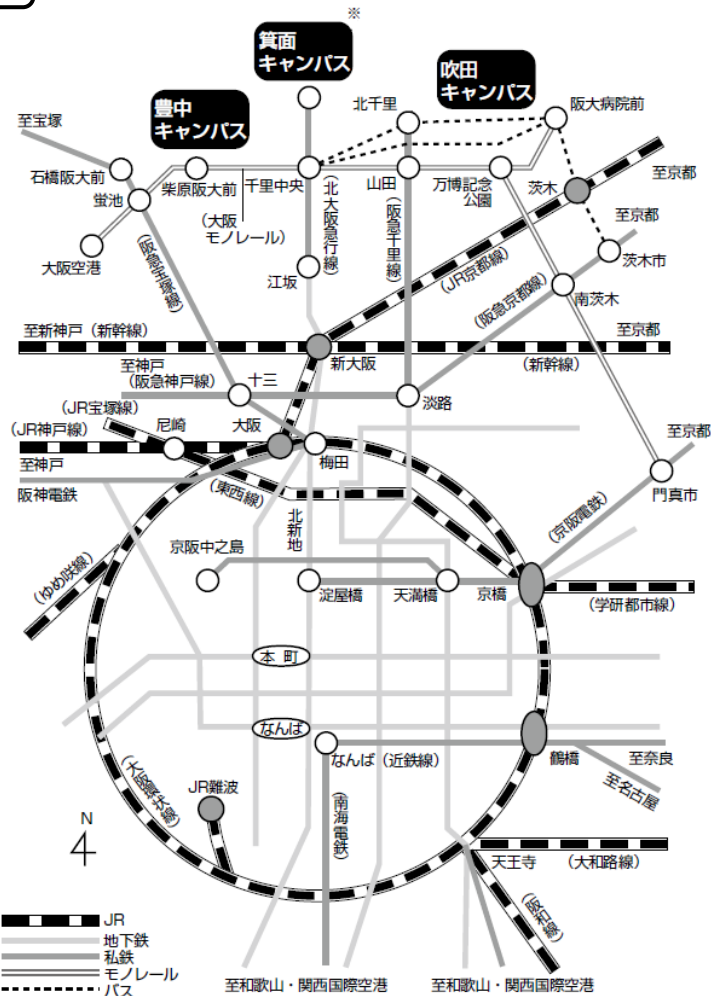 ※
箕面
キャンパス
吹田
キャンパス
豊中
キャンパス
北千里
阪大病院前
至宝塚
石橋阪大前
蛍池
柴原阪大前
千里中央
山田
万博記念
公園
茨木
至京都
(大阪
モノレール)
(北大阪急行線)
(阪急千里線)
至京都
大阪空港
(阪急宝塚線)
江坂
(JR京都線)
(阪急京都線)
茨木市
南茨木
至新神戸(新幹線)
至京都
新大阪
(新幹線)
至神戸
(阪急神戸線)
十三
淡路
(JR宝塚線)
(JR神戸線)
尼崎
大阪
梅田
至京都
至神戸
阪神電鉄
(東西線)
門真市
北新地
(京阪電鉄)
京阪中之島
(ゆめ咲線)
淀屋橋
天満橋
京橋
(学研都市線)
本町
なんば
なんば(近鉄線)
鶴橋
至奈良
至名古屋
(大阪環状線)
JR難波
(南海電鉄)
N
天王寺
(大和路線)
(阪和線)
JR
地下鉄
私鉄
モノレール
バス
至和歌山・関西国際空港
至和歌山・関西国際空港